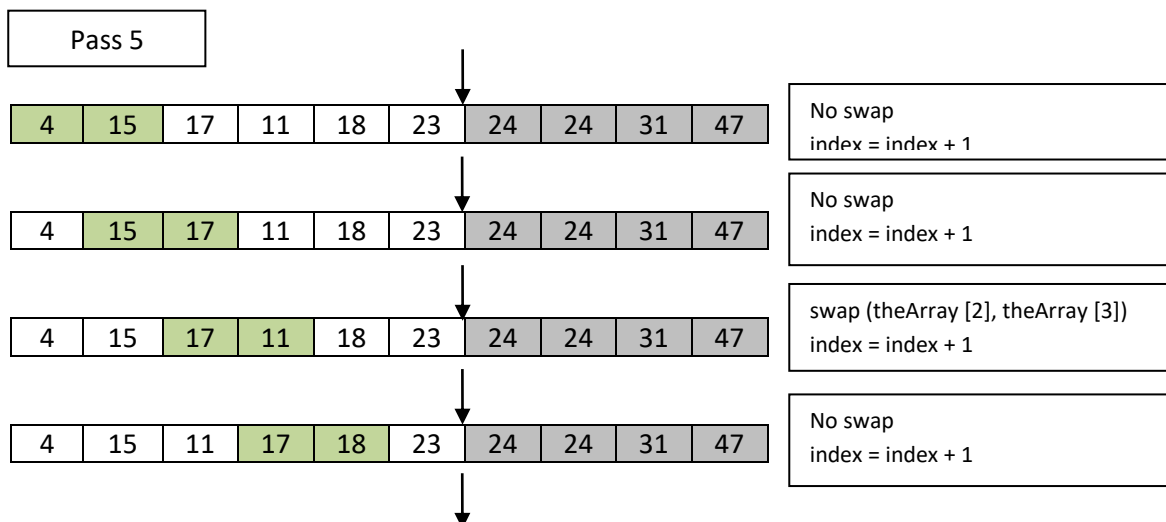 Pass 5
4 15 17 11 18 23 24 24 31 47
No swap
index = index + 1
4 15 17 11 18 23 24 24 31 47
No swap
index = index + 1
4 15 17 11 18 23 24 24 31 47
swap (theArray [2], theArray [3])
index = index + 1
4 15 11 17 18 23 24 24 31 47
No swap
index = index + 1